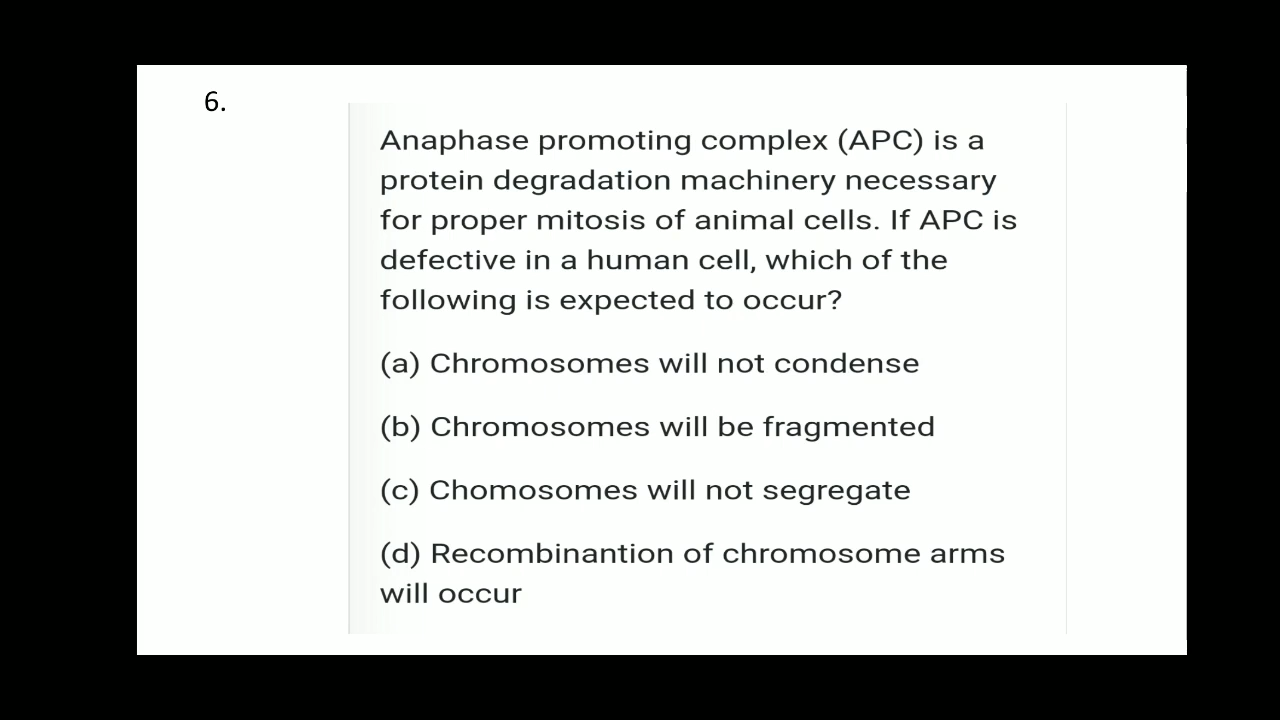 6.
Anaphase promoting complex (APC) is a
protein degradation machinery necessary
for proper mitosis of animal cells. If APC is
defective in a human cell, which of the
following is expected to occur?
(a) Chromosomes will not condense
(b) Chromosomes will be fragmented
(c) Chomosomes will not segregate
(d) Recombinantion of chromosome arms
will occur